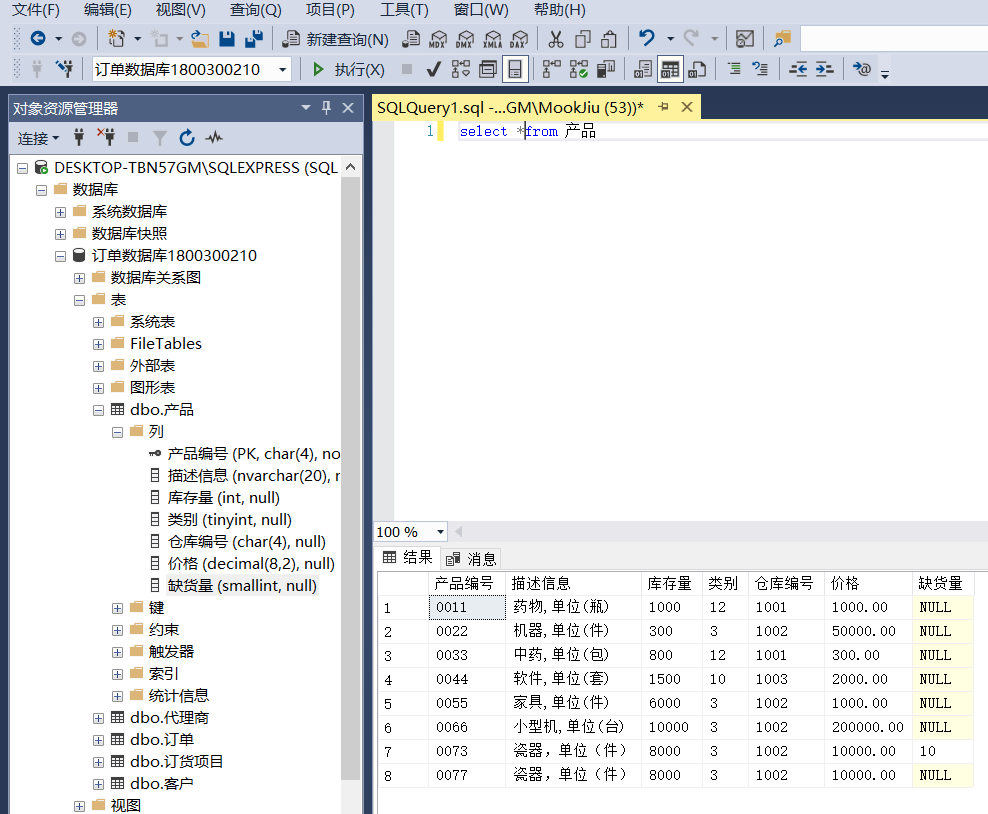 文件(F) 编辑(E) 视图(V) 查询(Q) 项目(P) 工具(T) 窗口(W) 帮助(H)
新建查询(N) MDX DMX XMLA DAX
订单数据库1800300210 执行(X)
对象资源管理器
连接
DESKTOP-TBN57GM\SQLEXPRESS (SQL
数据库
系统数据库
数据库快照
订单数据库1800300210
数据库关系图
表
系统表
FileTables
外部表
图形表
dbo.产品
列
产品编号 (PK, char(4), no
描述信息 (nvarchar(20), r
库存量 (int, null)
类别 (tinyint, null)
仓库编号 (char(4), null)
价格 (decimal(8,2), null)
缺货量 (smallint, null)
键
约束
触发器
索引
统计信息
dbo.代理商
dbo.订单
dbo.订货项目
dbo.客户
视图
SQLQuery1.sql -...GM\MookJiu (53))*
1 select *from 产品
100 %
结果 消息
产品编号 描述信息 库存量 类别 仓库编号 价格 缺货量
1 0011 药物,单位(瓶) 1000 12 1001 1000.00 NULL
2 0022 机器,单位(件) 300 3 1002 50000.00 NULL
3 0033 中药,单位(包) 800 12 1001 300.00 NULL
4 0044 软件,单位(套) 1500 10 1003 2000.00 NULL
5 0055 家具,单位(件) 6000 3 1002 1000.00 NULL
6 0066 小型机,单位(台) 10000 3 1002 200000.00 NULL
7 0073 瓷器，单位（件） 8000 3 1002 10000.00 10
8 0077 瓷器，单位（件） 8000 3 1002 10000.00 NULL